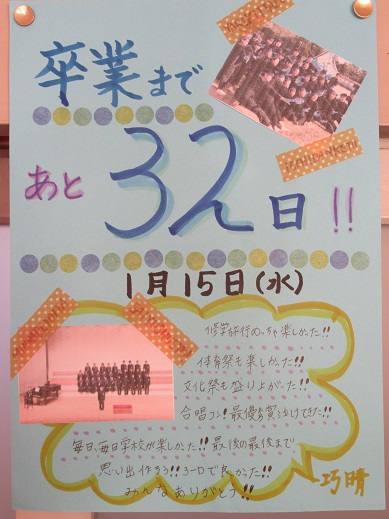 卒業まで
あと
32日!!
1月15日(水)
修学旅行めっちゃ楽しかった!!
体育祭も楽しかった!!
文化祭も盛り上がった!!
合唱コン!最優秀賞とってきた!!
毎日、毎日学校が楽しかった!!最後の最後まで
思い出作ろう!!3-Dで良かった!!
みんなありがとう!!
巧晴